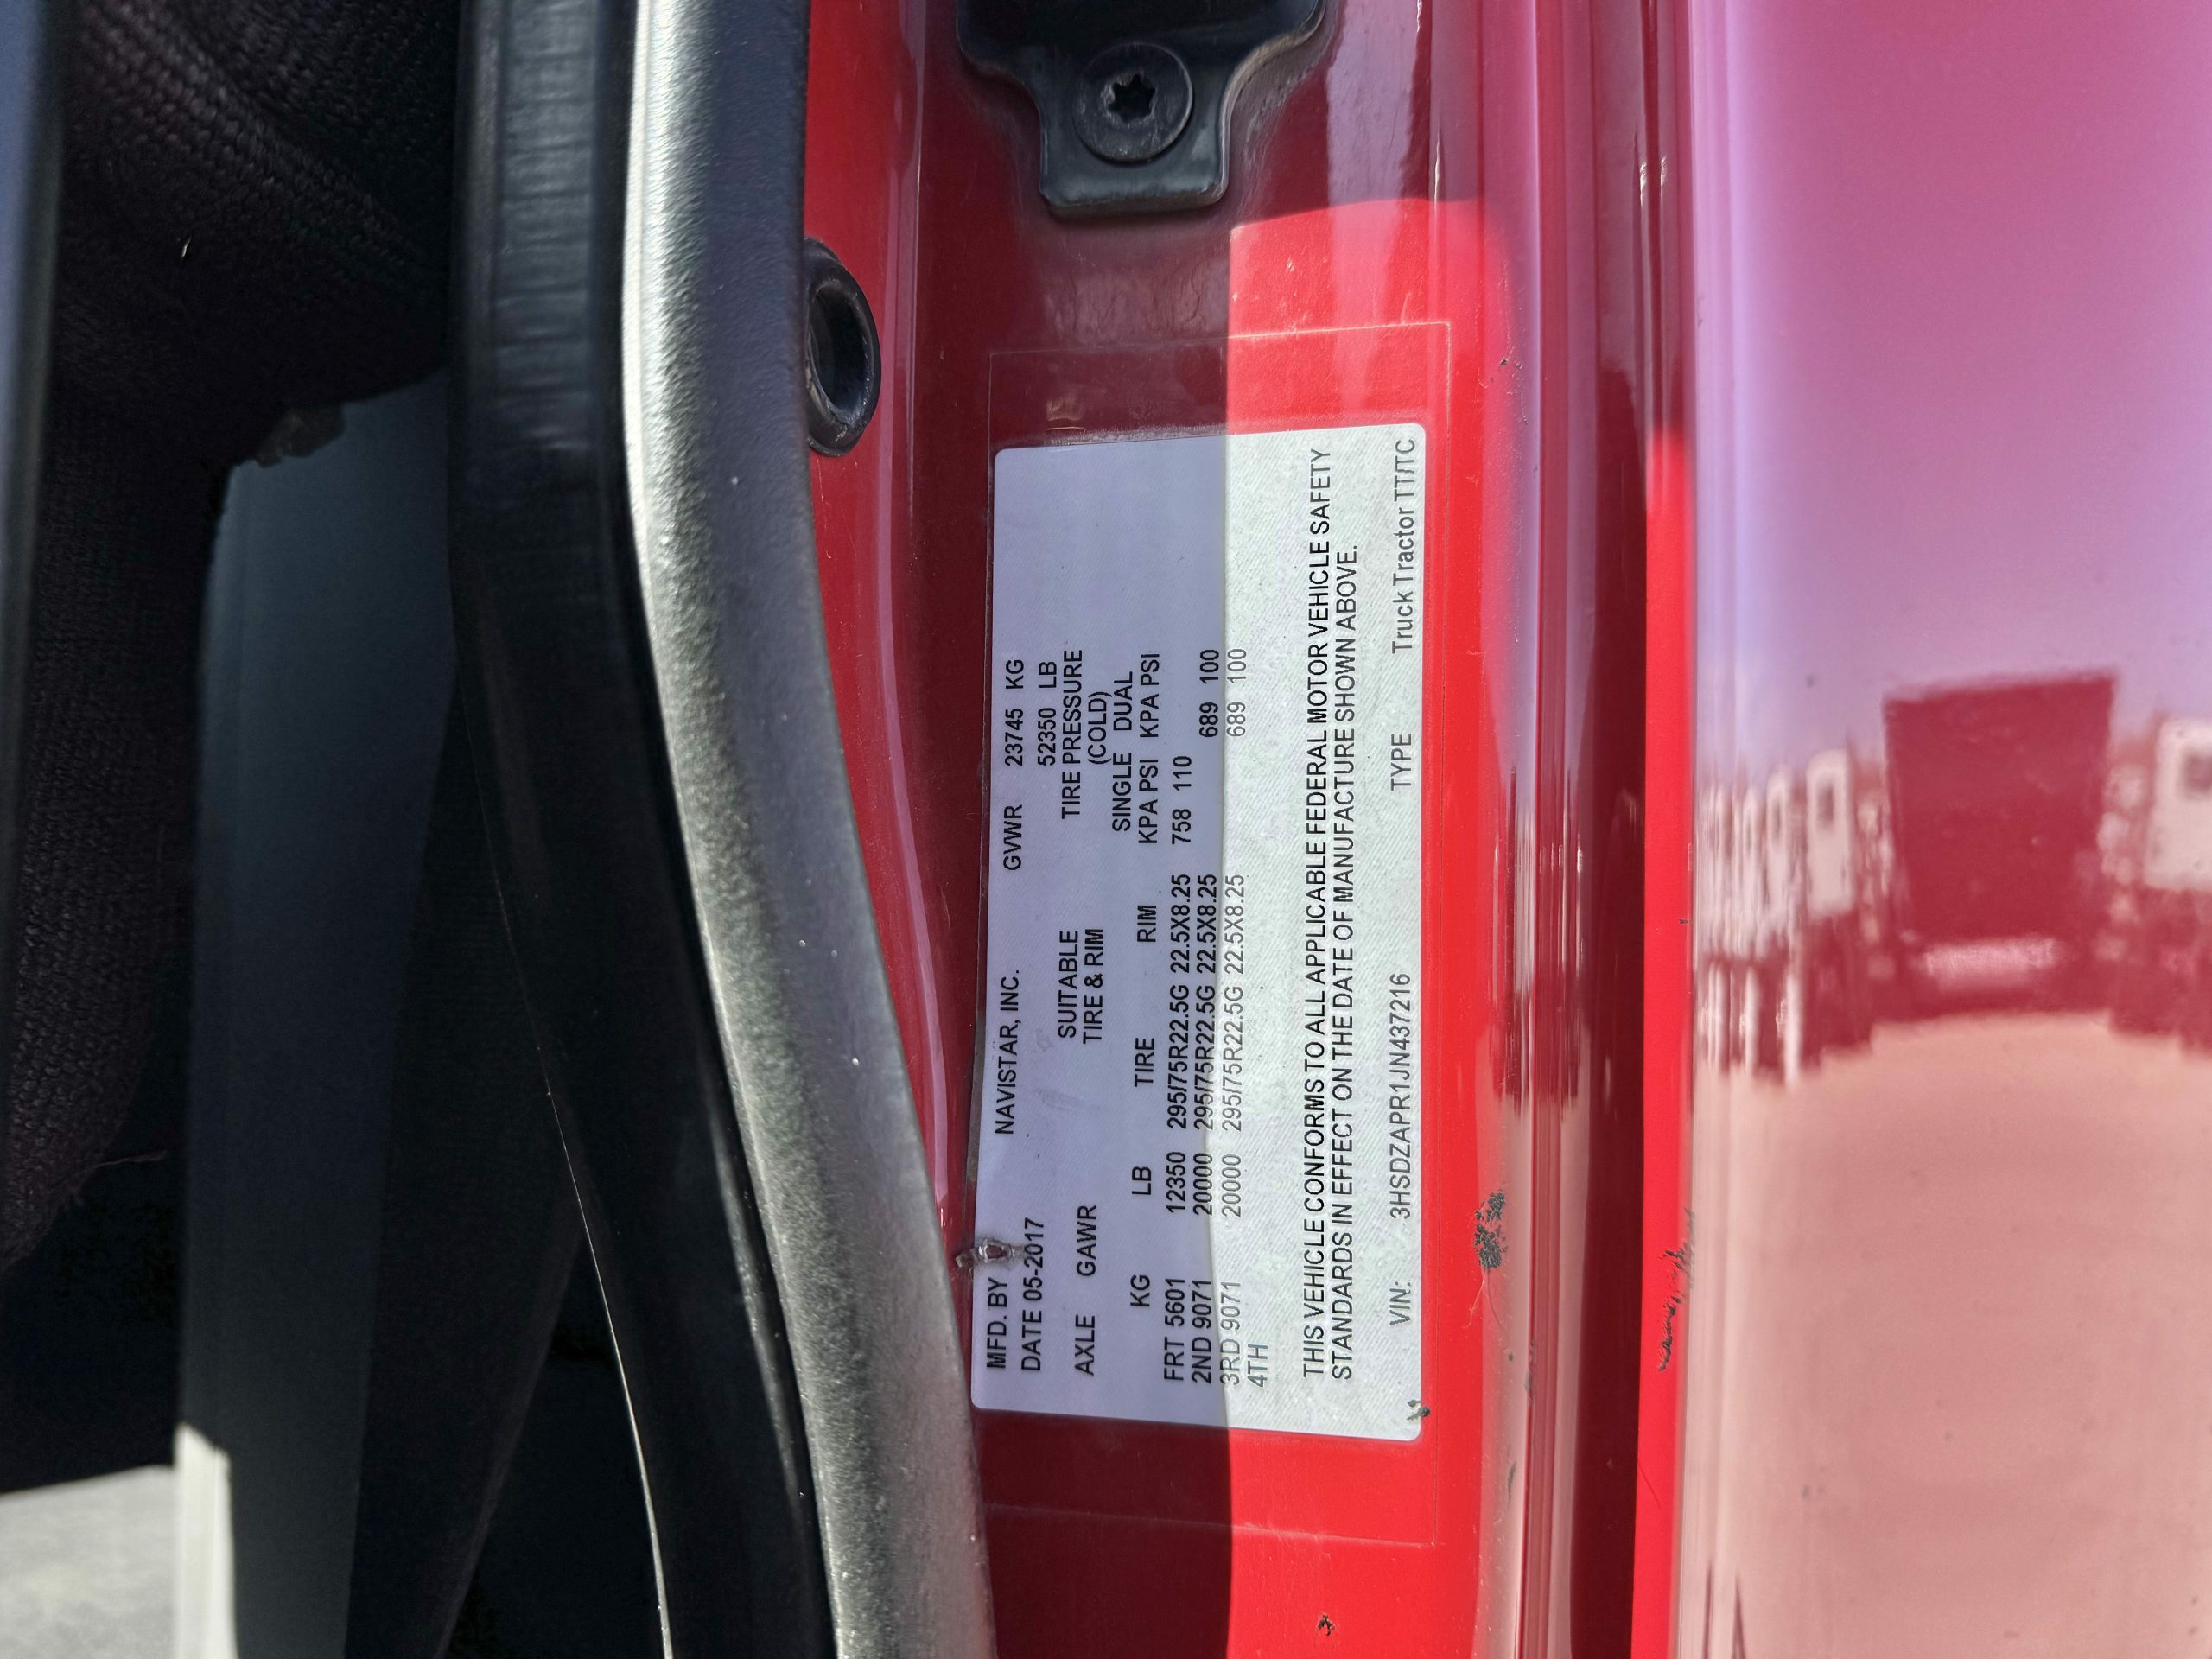 MFD. BY NAVISTAR, INC. GVWR 23745 KG
DATE 05-2017 52350 LB
SUITABLE TIRE PRESSURE
AXLE GAWR TIRE & RIM (COLD)
SINGLE DUAL
KG LB TIRE RIM KPA PSI KPA PSI
FRT 5601 12350 295/75R22.5G 22.5X8.25 758 110
2ND 9071 20000 295/75R22.5G 22.5X8.25 689 100
3RD 9071 20000 295/75R22.5G 22.5X8.25 689 100
4TH
THIS VEHICLE CONFORMS TO ALL APPLICABLE FEDERAL MOTOR VEHICLE SAFETY
STANDARDS IN EFFECT ON THE DATE OF MANUFACTURE SHOWN ABOVE.
VIN: 3HSDZAPR1JN437216 TYPE Truck Tractor TT/TC